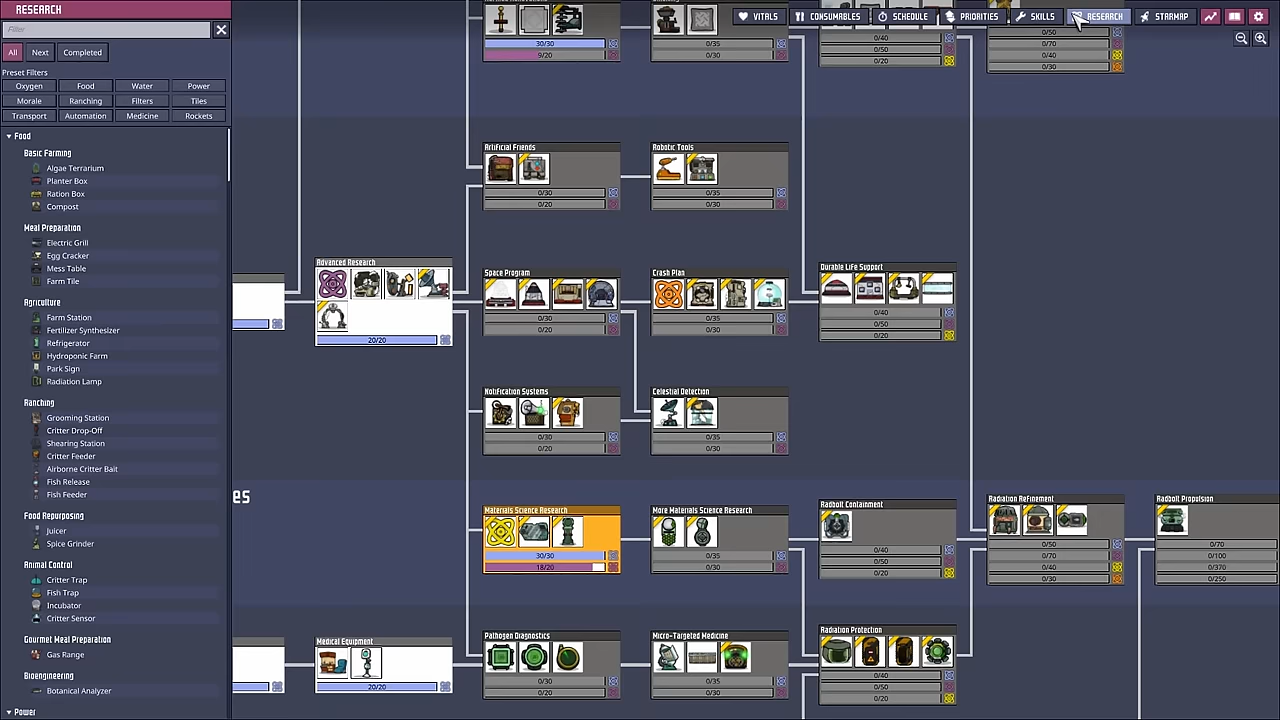 RESEARCH
VITALS
CONSUMABLES
SCHEDULE
PRIORITIES
SKILLS
RESEARCH
STARMAP
Filter
All
Next
Completed
Preset Filters
Oxygen
Food
Water
Power
Morale
Ranching
Filters
Tiles
Transport
Automation
Medicine
Rockets
Food
Basic Farming
Algae Terrarium
Planter Box
Ration Box
Compost
Meal Preparation
Electric Grill
Egg Cracker
Mess Table
Farm Tile
Agriculture
Farm Station
Fertilizer Synthesizer
Refrigerator
Hydroponic Farm
Park Sign
Radiation Lamp
Ranching
Grooming Station
Critter Drop-Off
Shearing Station
Critter Feeder
Airborne Critter Bait
Fish Release
Fish Feeder
Food Repurposing
Juicer
Spice Grinder
Animal Control
Critter Trap
Fish Trap
Incubator
Critter Sensor
Gourmet Meal Preparation
Gas Range
Bioengineering
Botanical Analyzer
Power
30/30
9/20
0/35
0/30
0/40
0/50
0/20
0/50
0/70
0/40
0/30
Artificial Friends
0/30
0/20
Robotic Tools
0/35
0/30
Advanced Research
20/20
Space Program
0/30
0/20
Crash Plan
0/35
0/30
Durable Life Support
0/40
0/50
0/20
Notification Systems
0/30
0/20
Celestial Detection
0/35
0/30
es
Materials Science Research
30/30
18/20
More Materials Science Research
0/35
0/30
Radbolt Containment
0/40
0/50
0/20
Radiation Refinement
0/50
0/70
0/40
0/30
Radbolt Propulsion
0/70
0/100
0/370
0/250
Medical Equipment
20/20
Pathogen Diagnostics
0/30
0/20
Micro-Targeted Medicine
0/35
0/30
Radiation Protection
0/40
0/50
0/20